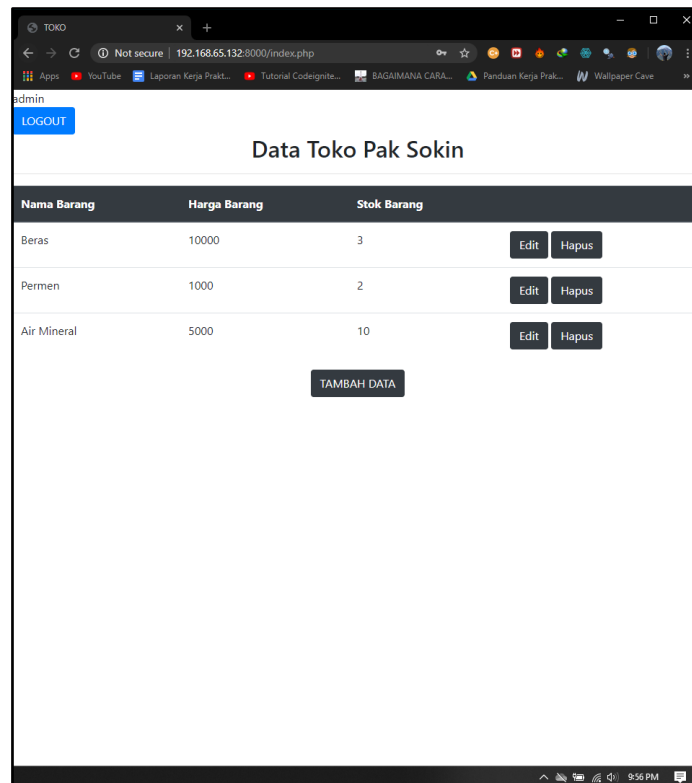 TOKO
Not secure | 192.168.65.132:8000/index.php
Apps YouTube Laporan Kerja Prakt... Tutorial Codeignite... BAGAIMANA CARA... Panduan Kerja Prak... Wallpaper Cave »
admin
LOGOUT
Data Toko Pak Sokin
Nama Barang Harga Barang Stok Barang
Beras 10000 3 Edit Hapus
Permen 1000 2 Edit Hapus
Air Mineral 5000 10 Edit Hapus
TAMBAH DATA
9:56 PM